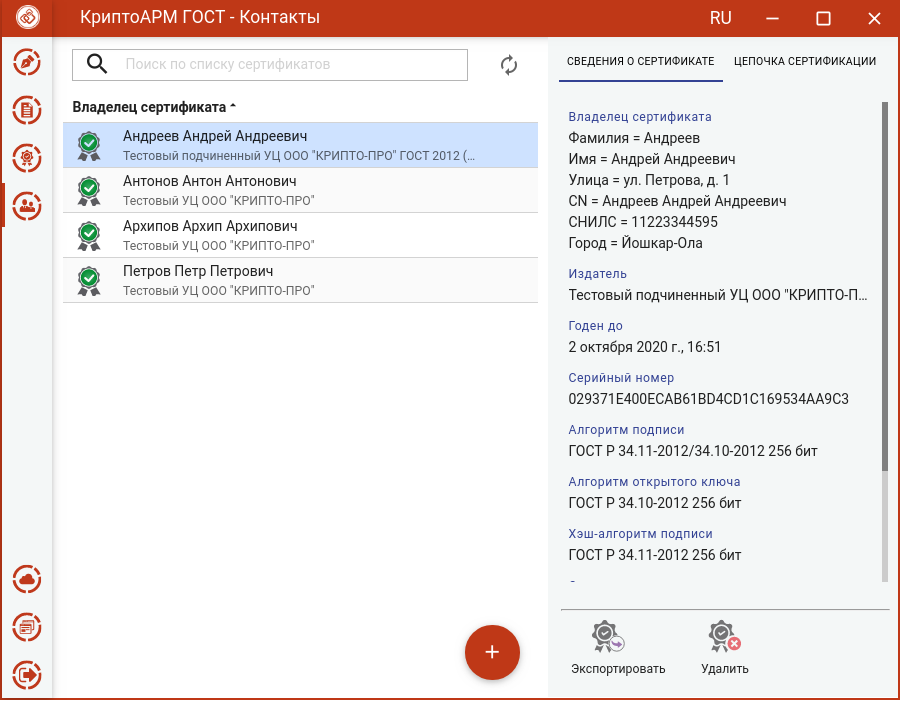 КриптоАРМ ГОСТ - Контакты
RU
Поиск по списку сертификатов
Владелец сертификата
Андреев Андрей Андреевич
Тестовый подчиненный УЦ ООО "КРИПТО-ПРО" ГОСТ 2012 (...
Антонов Антон Антонович
Тестовый УЦ ООО "КРИПТО-ПРО"
Архипов Архип Архипович
Тестовый УЦ ООО "КРИПТО-ПРО"
Петров Петр Петрович
Тестовый УЦ ООО "КРИПТО-ПРО"
СВЕДЕНИЯ О СЕРТИФИКАТЕ
ЦЕПОЧКА СЕРТИФИКАЦИИ
Владелец сертификата
Фамилия = Андреев
Имя = Андрей Андреевич
Улица = ул. Петрова, д. 1
CN = Андреев Андрей Андреевич
СНИЛС = 11223344595
Город = Йошкар-Ола
Издатель
Тестовый подчиненный УЦ ООО "КРИПТО-П...
Годен до
2 октября 2020 г., 16:51
Серийный номер
029371E400ECAB61BD4CD1C169534AA9C3
Алгоритм подписи
ГОСТ Р 34.11-2012/34.10-2012 256 бит
Алгоритм открытого ключа
ГОСТ Р 34.10-2012 256 бит
Хэш-алгоритм подписи
ГОСТ Р 34.11-2012 256 бит
Экспортировать
Удалить